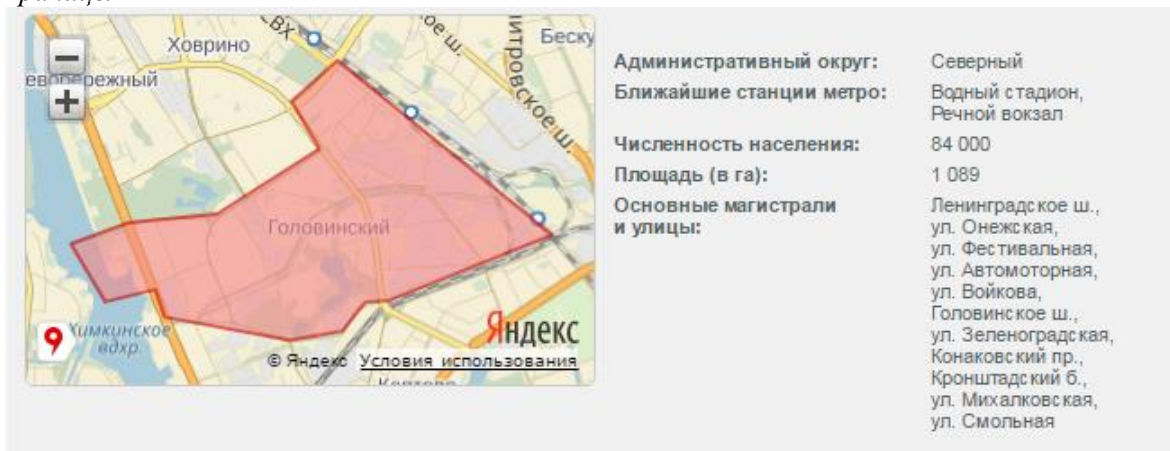 Ховрино
Беску
Административный округ:
Северный
Ближайшие станции метро:
Водный стадион,
Речной вокзал
Численность населения:
84 000
Площадь (в га):
1 089
Основные магистрали
и улицы:
Ленинградское ш.,
ул. Онежская,
ул. Фестивальная,
ул. Автомоторная,
ул. Войкова,
Головинское ш.,
ул. Зеленоградская,
Конаковский пр.,
Кронштадский б.,
ул. Михалковская,
ул. Смольная
Головинский
Химкинское
вдхр.
Яндекс
© Яндекс Условия использования